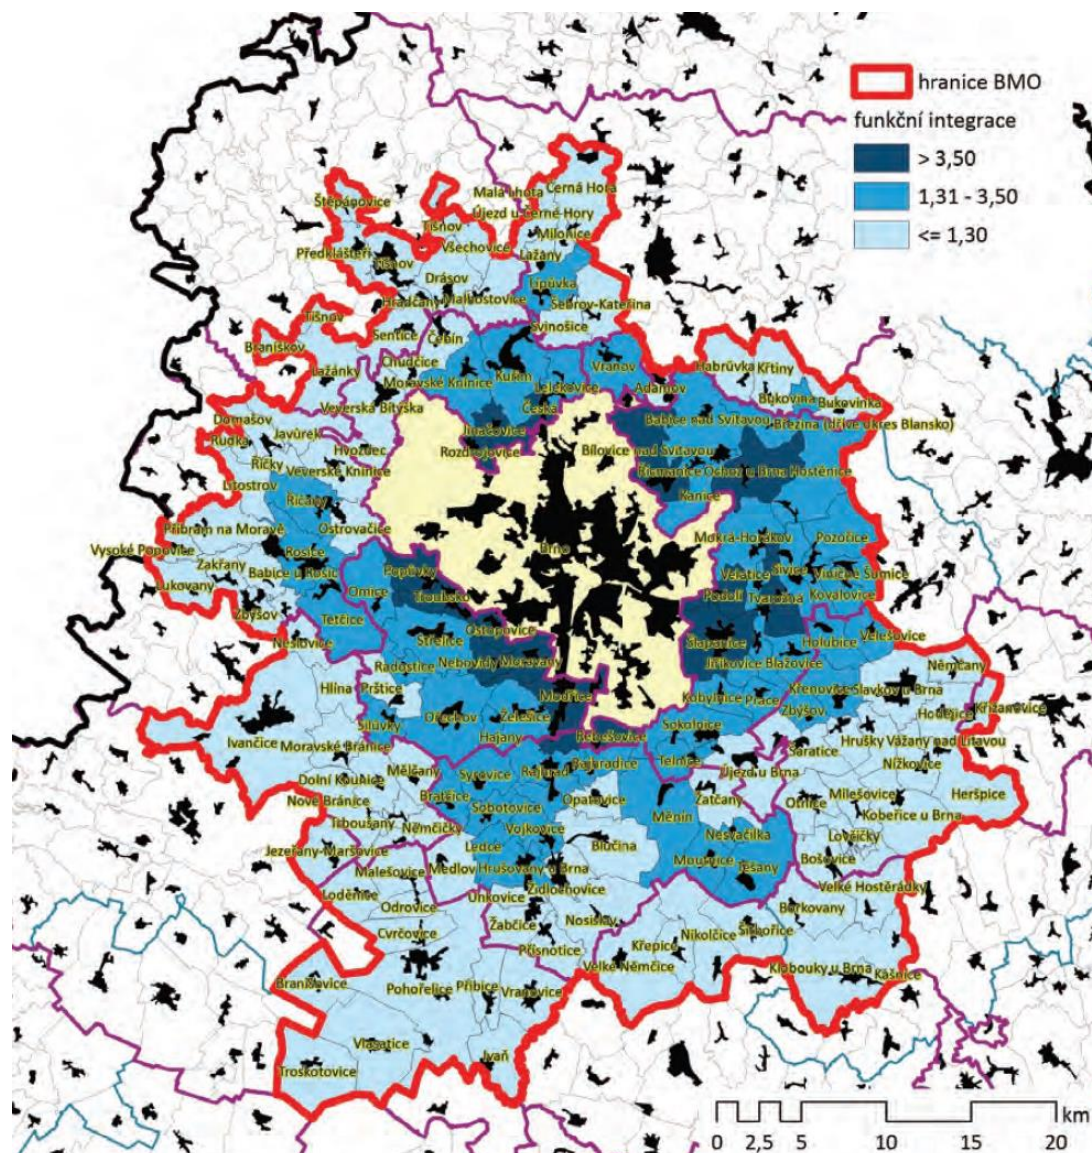 hranice BMO
funkční integrace
> 3,50
1,31 - 3,50
<= 1,30
Malá Lhota
Černá Hora
Štěpánovice
Újezd u Černé Hory
Tišnov
Milonice
Všechovice
Předklášteří
Lažány
Tišnov
Drásov
Lipůvka
Hradčany
Malhostovice
Šebrov-Kateřina
Tišnov
Svinošice
Sentice
Čebín
Braníškov
Chudčice
Vranov
Habrůvka
Křtiny
Lažánky
Moravské Knínice
Kuřim
Lelekovice
Adamov
Bukovina
Bukovinka
Veverská Bítýška
Česká
Babice nad Svitavou
Březina (dříve okres Blansko)
Domašov
Javůrek
Jinačovice
Rudka
Hvozdec
Rozdrojovice
Bílovice nad Svitavou
Říčky
Veverské Knínice
Řícmanice
Ochoz u Brna
Hostěnice
Litostrov
Říčany
Kanice
Příbram na Moravě
Ostrovačice
Mokrá-Horákov
Pozořice
Vysoké Popovice
Rosice
Brno
Zakřany
Babice u Rosic
Popůvky
Velatice
Sivice
Viničné Šumice
Lukovany
Omice
Troubsko
Podolí
Tvarožná
Kovalovice
Zbýšov
Tetčice
Ostopovice
Neslovice
Střelice
Šlapanice
Holubice
Velešovice
Radostice
Nebovidy
Moravany
Jiříkovice
Blažovice
Němčany
Hlína
Prštice
Modřice
Kobylnice
Prace
Křenovice
Slavkov u Brna
Silůvky
Ořechov
Želešice
Zbýšov
Hodějice
Křižanovice
Ivančice
Moravské Bránice
Hajany
Rebešovice
Sokolnice
Šaratice
Hrušky
Vážany nad Litavou
Mělčany
Syrovice
Rajhrad
Rajhradice
Telnice
Újezd u Brna
Nížkovice
Dolní Kounice
Bratčice
Sobotovice
Opatovice
Žatčany
Otnice
Milešovice
Heršpice
Nové Bránice
Měnín
Kobeřice u Brna
Trboušany
Němčičky
Vojkovice
Nesvačilka
Lovčičky
Jezeřany-Maršovice
Ledce
Blučina
Malešovice
Medlov
Hrušovany u Brna
Moutnice
Těšany
Bošovice
Loděnice
Odrovice
Unkovice
Židlochovice
Velké Hostěrádky
Cvrčovice
Žabčice
Nosislav
Borkovany
Přísnotice
Křepice
Nikolčice
Šitbořice
Branišovice
Pohořelice
Přibice
Vranovice
Velké Němčice
Klobouky u Brna
Kašnice
Vlasatice
Ivaň
Troskotovice
km
0 2,5 5 10 15 20